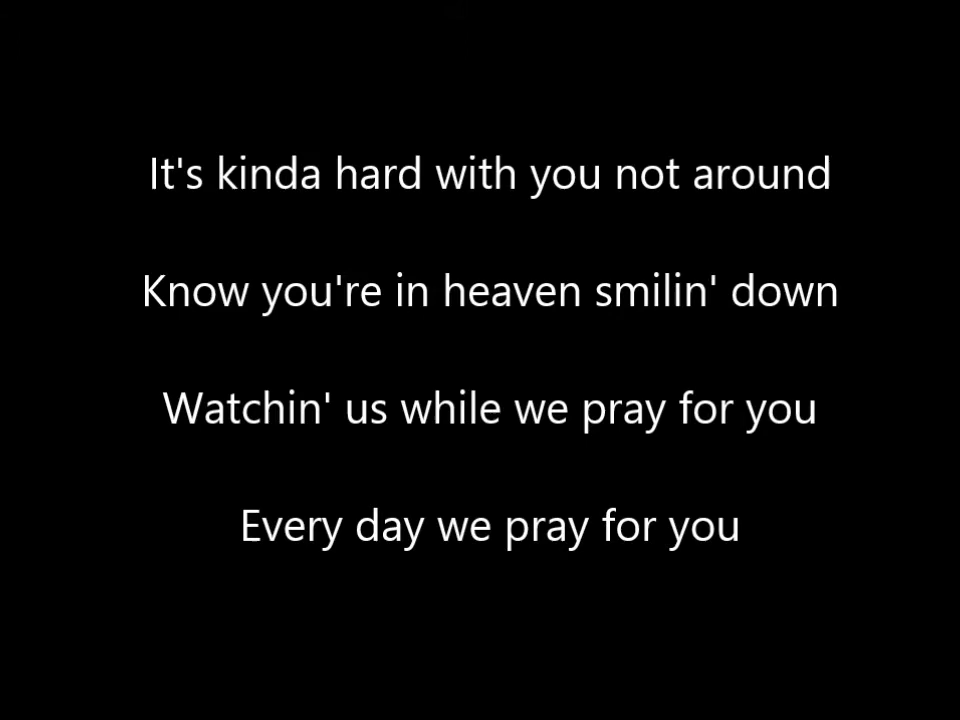 It's kinda hard with you not around
Know you're in heaven smilin' down
Watchin' us while we pray for you
Every day we pray for you